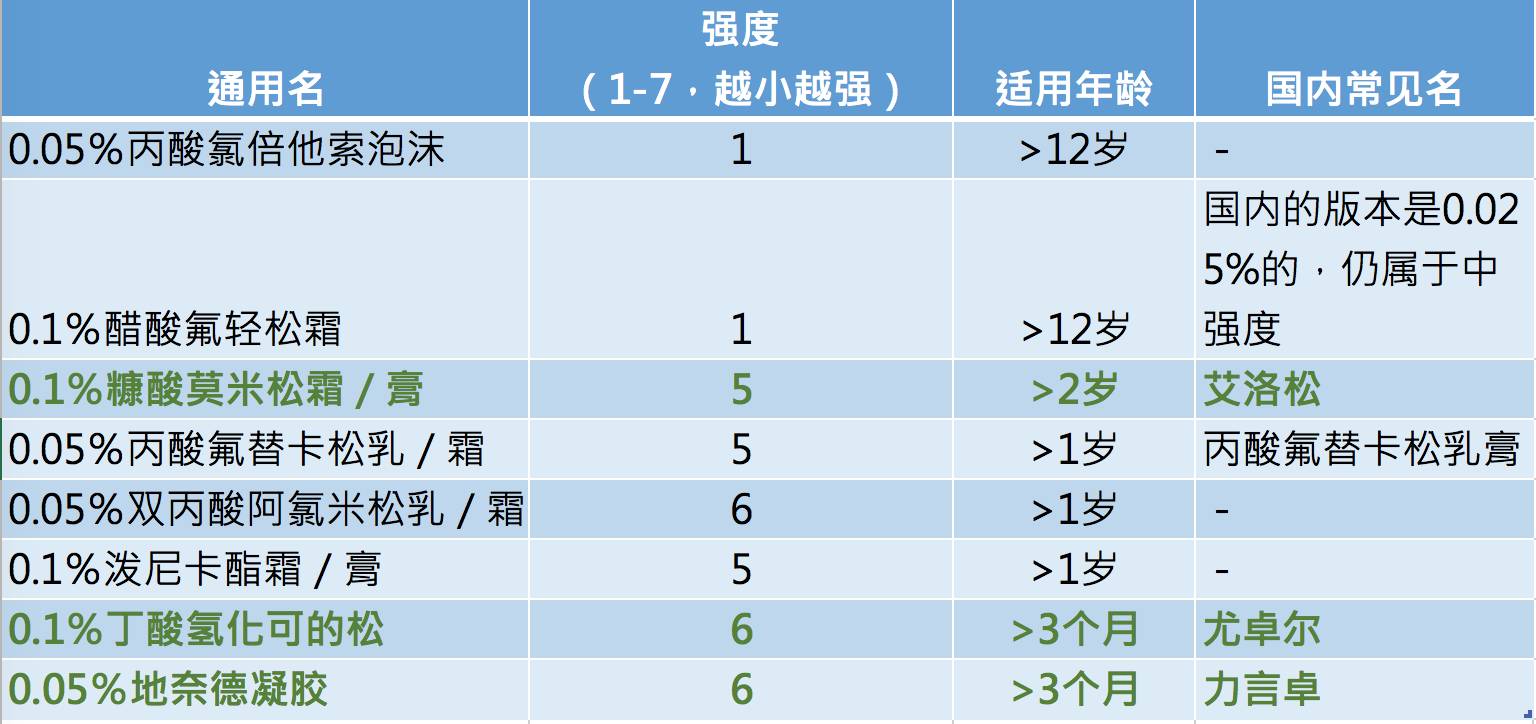 通用名 强度 适用年龄 国内常见名
（1-7，越小越强）
0.05%丙酸氯倍他索泡沫 1 >12岁 -
0.1%醋酸氟轻松霜 1 >12岁 国内的版本是0.02
5%的，仍属于中
强度
0.1%糠酸莫米松霜 / 膏 5 >2岁 艾洛松
0.05%丙酸氟替卡松乳 / 霜 5 >1岁 丙酸氟替卡松乳膏
0.05%双丙酸阿氯米松乳 / 霜 6 >1岁 -
0.1%泼尼卡酯霜 / 膏 5 >1岁 -
0.1%丁酸氢化可的松 6 >3个月 尤卓尔
0.05%地奈德凝胶 6 >3个月 力言卓